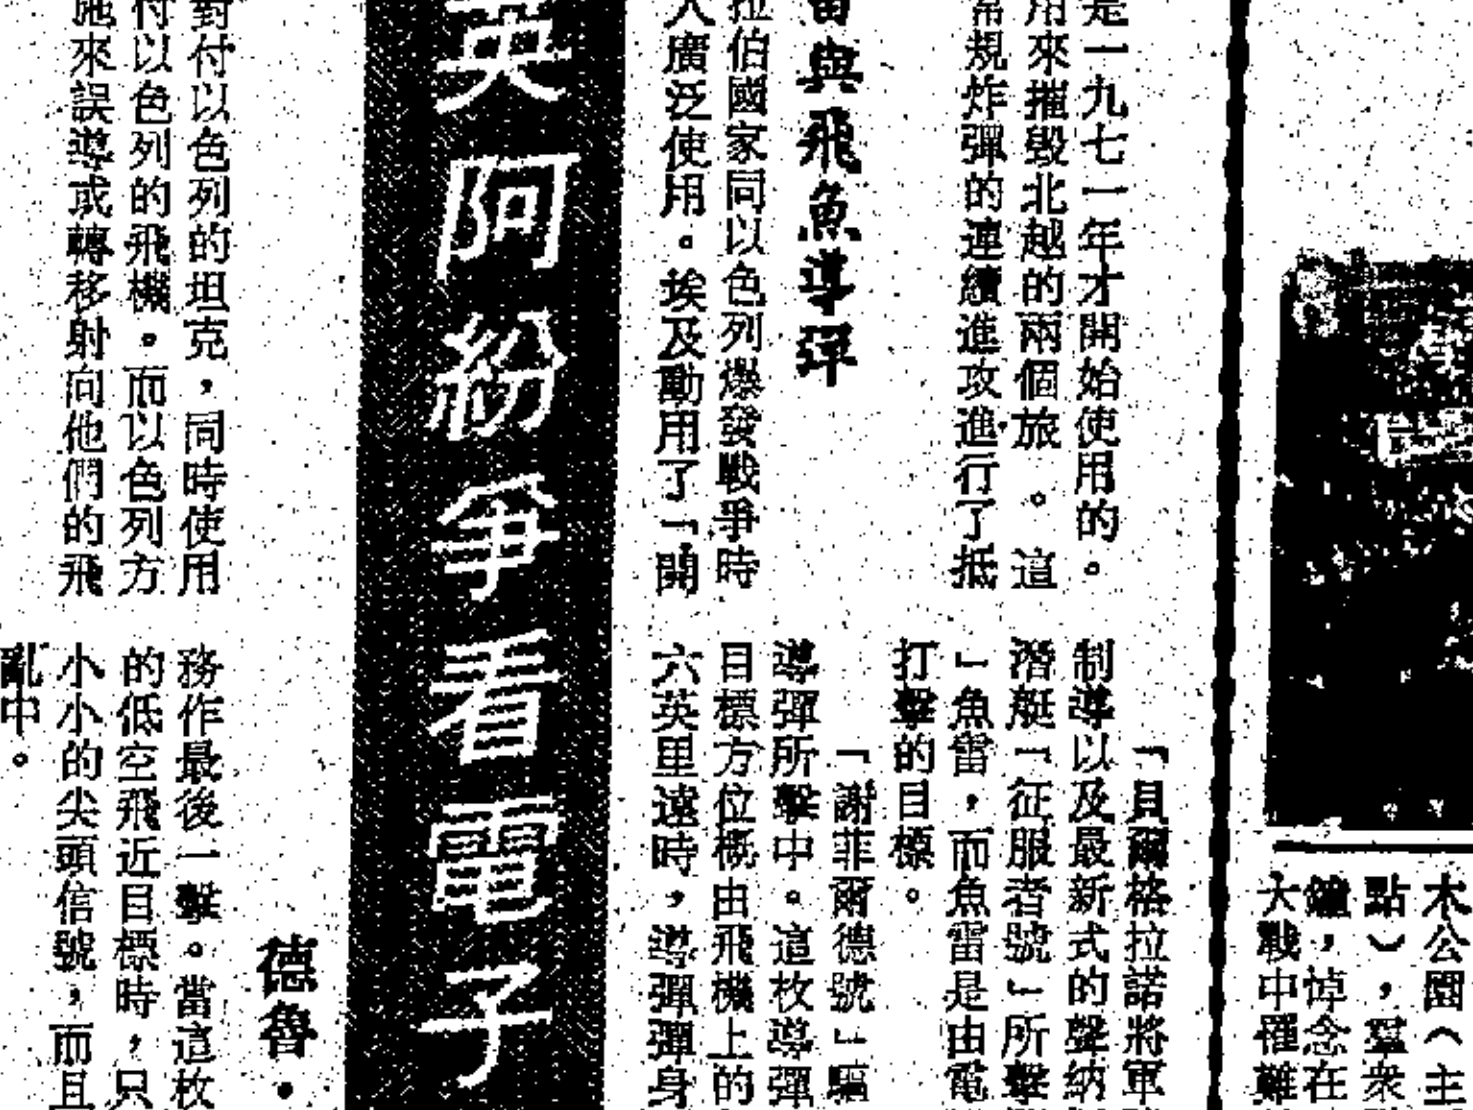 是一九七一年才開始使用的。
用來摧毀北越的兩個旅。這
常規炸彈的連續進攻進行了抵
雷與飛魚導彈
拉伯國家同以色列爆發戰爭時
人廣泛使用。埃及動用了「開
英阿紛爭看電子
對付以色列的坦克，同時使用
付以色列的飛機。而以色列方
施來誤導或轉移射向他們的飛
「貝爾格拉諾將軍
制導以及最新式的聲納
潛艇「征服者號」所擊
」魚雷，而魚雷是由電
打擊的目標。
「謝菲爾德號」驅
導彈所擊中。這枚導彈
目標方位概由飛機上的
六英里遠時，導彈彈身
德魯·
務作最後一擊。當這枚
的低空飛近目標時，只
小小的尖頭信號，而且
亂中。
木公園（主
點），羣衆
鐘，悼念在
大戰中罹難